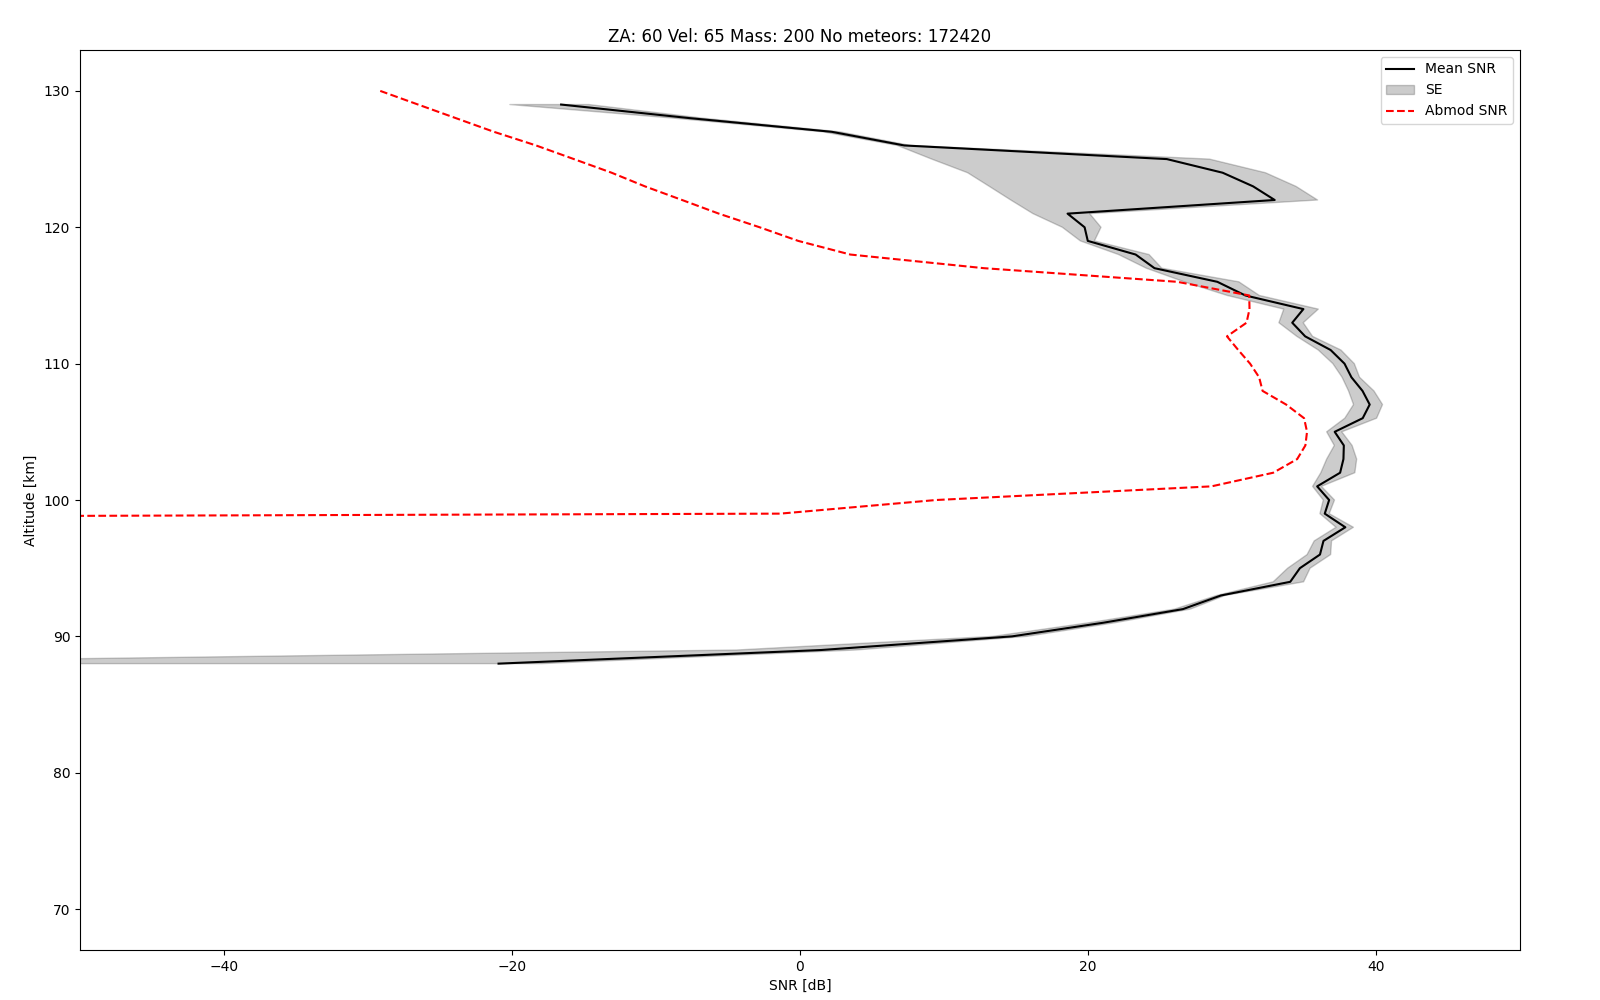 ZA: 60 Vel: 65 Mass: 200 No meteors: 172420
Mean SNR
SE
Abmod SNR
130
120
110
100
90
80
70
Altitude [km]
−40
−20
0
20
40
SNR [dB]